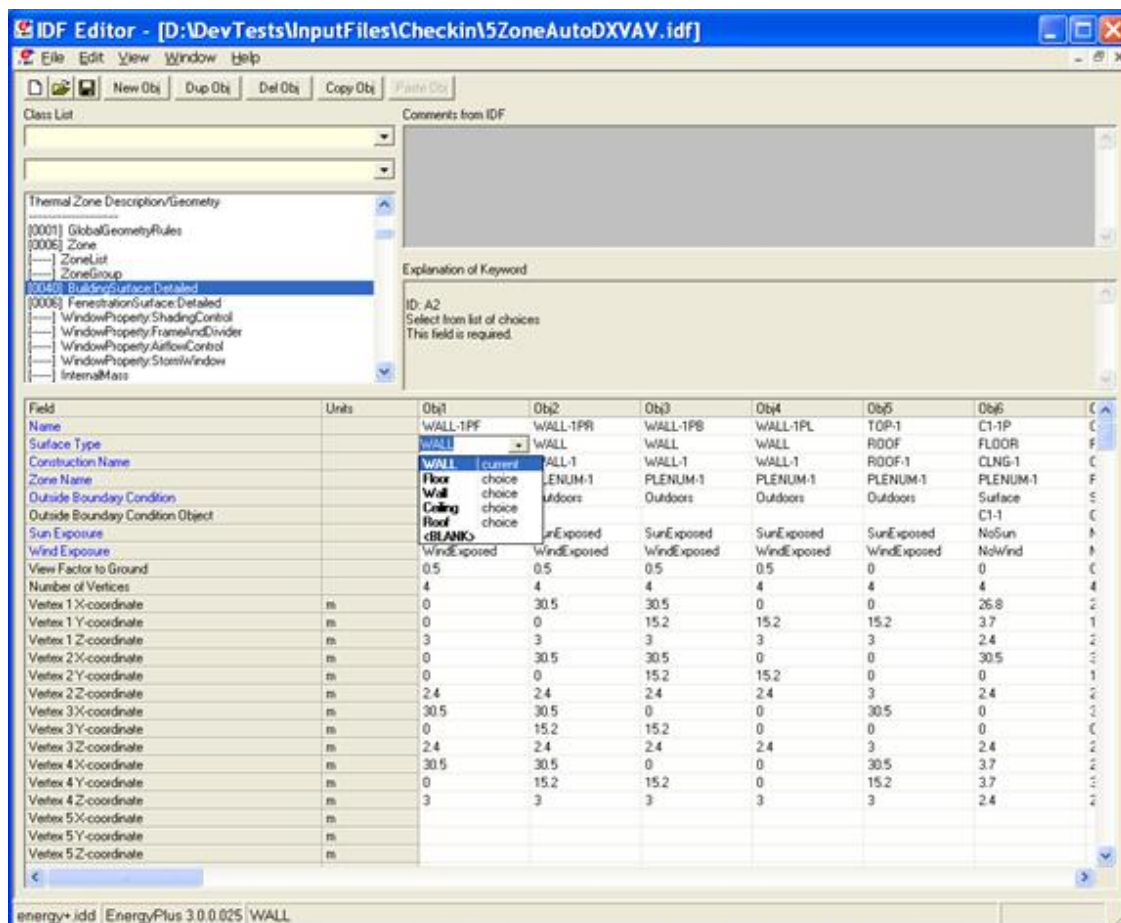 IDF Editor - [D:\DevTests\InputFiles\Checkin\5ZoneAutoDXVAV.idf]
File Edit View Window Help
New Obj Dup Obj Del Obj Copy Obj Paste Obj
Class List Comments from IDF
Thermal Zone Description/Geometry
--------------------
[0001] GlobalGeometryRules
[0006] Zone
[----] ZoneList
[----] ZoneGroup
[0040] BuildingSurface:Detailed
[0006] FenestrationSurface:Detailed
[----] WindowProperty:ShadingControl
[----] WindowProperty:FrameAndDivider
[----] WindowProperty:AirflowControl
[----] WindowProperty:StormWindow
[----] InternalMass
Explanation of Keyword
ID: A2
Select from list of choices
This field is required.
Field Units Obj1 Obj2 Obj3 Obj4 Obj5 Obj6
Name WALL-1PF WALL-1PR WALL-1PB WALL-1PL TOP-1 C1-1P
Surface Type WALL WALL WALL WALL ROOF FLOOR
Construction Name WALL current ALL-1 WALL-1 WALL-1 ROOF-1 CLNG-1
Zone Name Floor choice LENUM-1 PLENUM-1 PLENUM-1 PLENUM-1 PLENUM-1
Outside Boundary Condition Wall choice utdoors Outdoors Outdoors Outdoors Surface
Outside Boundary Condition Object Ceiling choice C1-1
Roof choice
Sun Exposure <BLANK> unExposed SunExposed SunExposed SunExposed NoSun
Wind Exposure WindExposed WindExposed WindExposed WindExposed WindExposed NoWind
View Factor to Ground 0.5 0.5 0.5 0.5 0 0
Number of Vertices 4 4 4 4 4 4
Vertex 1 X-coordinate m 0 30.5 30.5 0 0 26.8
Vertex 1 Y-coordinate m 0 0 15.2 15.2 15.2 3.7
Vertex 1 Z-coordinate m 3 3 3 3 3 2.4
Vertex 2 X-coordinate m 0 30.5 30.5 0 0 30.5
Vertex 2 Y-coordinate m 0 0 15.2 15.2 0 0
Vertex 2 Z-coordinate m 2.4 2.4 2.4 2.4 3 2.4
Vertex 3 X-coordinate m 30.5 30.5 0 0 30.5 0
Vertex 3 Y-coordinate m 0 15.2 15.2 0 0 0
Vertex 3 Z-coordinate m 2.4 2.4 2.4 2.4 3 2.4
Vertex 4 X-coordinate m 30.5 30.5 0 0 30.5 3.7
Vertex 4 Y-coordinate m 0 15.2 15.2 0 15.2 3.7
Vertex 4 Z-coordinate m 3 3 3 3 3 2.4
Vertex 5 X-coordinate m
Vertex 5 Y-coordinate m
Vertex 5 Z-coordinate m
energy+.idd EnergyPlus 3.0.0.025 WALL